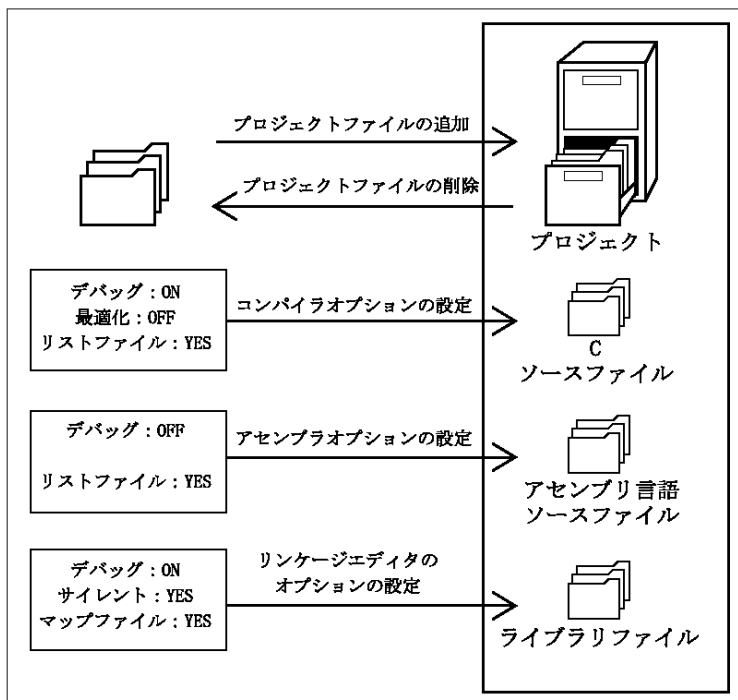 プロジェクトファイルの追加
プロジェクトファイルの削除
プロジェクト
デバッグ：ON
最適化：OFF
リストファイル：YES
コンパイラオプションの設定
C
ソースファイル
デバッグ：OFF
リストファイル：YES
アセンブラオプションの設定
アセンブリ言語
ソースファイル
デバッグ：ON
サイレント：YES
マップファイル：YES
リンケージエディタの
オプションの設定
ライブラリファイル